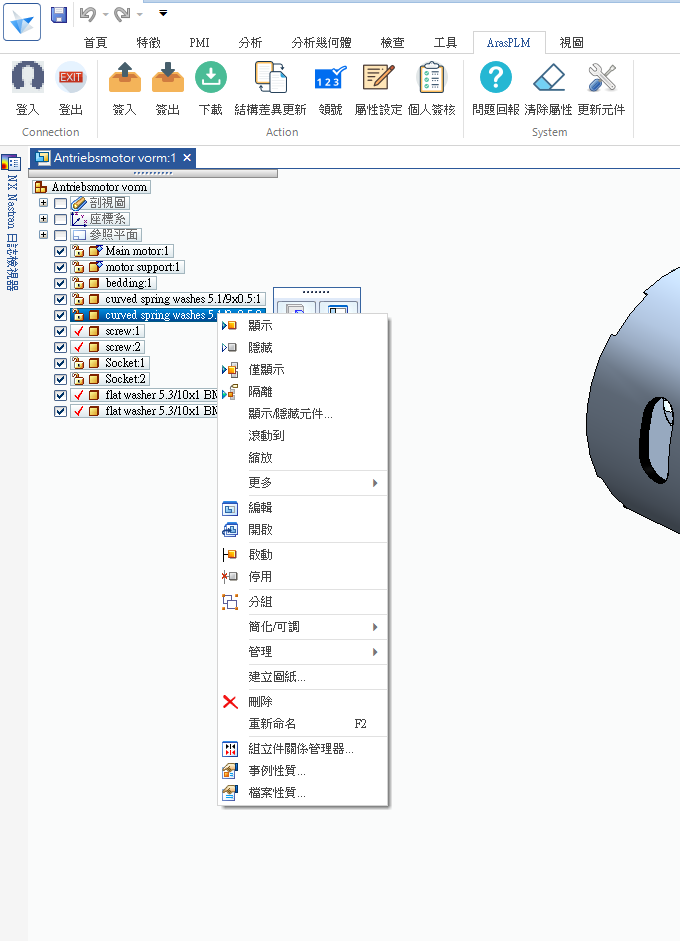 首頁 特徵 PMI 分析 分析幾何體 檢查 工具 ArasPLM 視圖
EXIT
123
登入 登出 簽入 簽出 下載 結構差異更新 領號 屬性設定 個人簽核 問題回報 清除屬性 更新元件
Connection Action System
NX Nastran 日誌檢視器
Antriebsmotor vorm:1
Antriebsmotor vorm
剖視圖
座標系
參照平面
Main motor:1
motor support:1
bedding:1
curved spring washes 5.1/9x0.5:1
curved spring washes 5.1/9x0.5:2
screw:1
screw:2
Socket:1
Socket:2
flat washer 5.3/10x1 BN
flat washer 5.3/10x1 BN
顯示
隱藏
僅顯示
隔離
顯示/隱藏元件...
滾動到
縮放
更多
編輯
開啟
啟動
停用
分組
簡化/可調
管理
建立圖紙...
刪除
重新命名 F2
組立件關係管理器...
事例性質...
檔案性質...